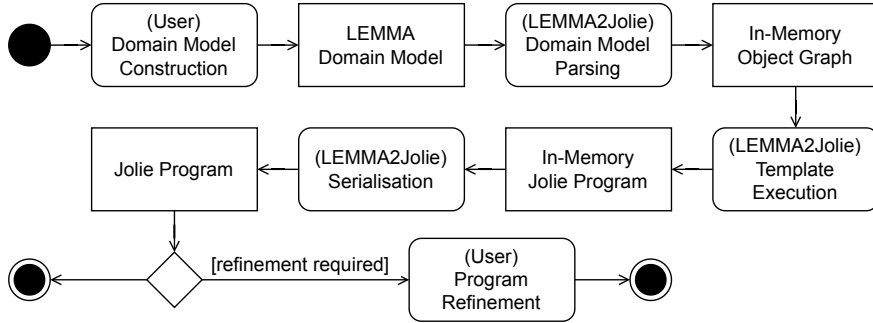 (User)
Domain Model
Construction
LEMMA
Domain Model
(LEMMA2Jolie)
Domain Model
Parsing
In-Memory
Object Graph
(LEMMA2Jolie)
Template
Execution
In-Memory
Jolie Program
(LEMMA2Jolie)
Serialisation
Jolie Program
[refinement required]
(User)
Program
Refinement